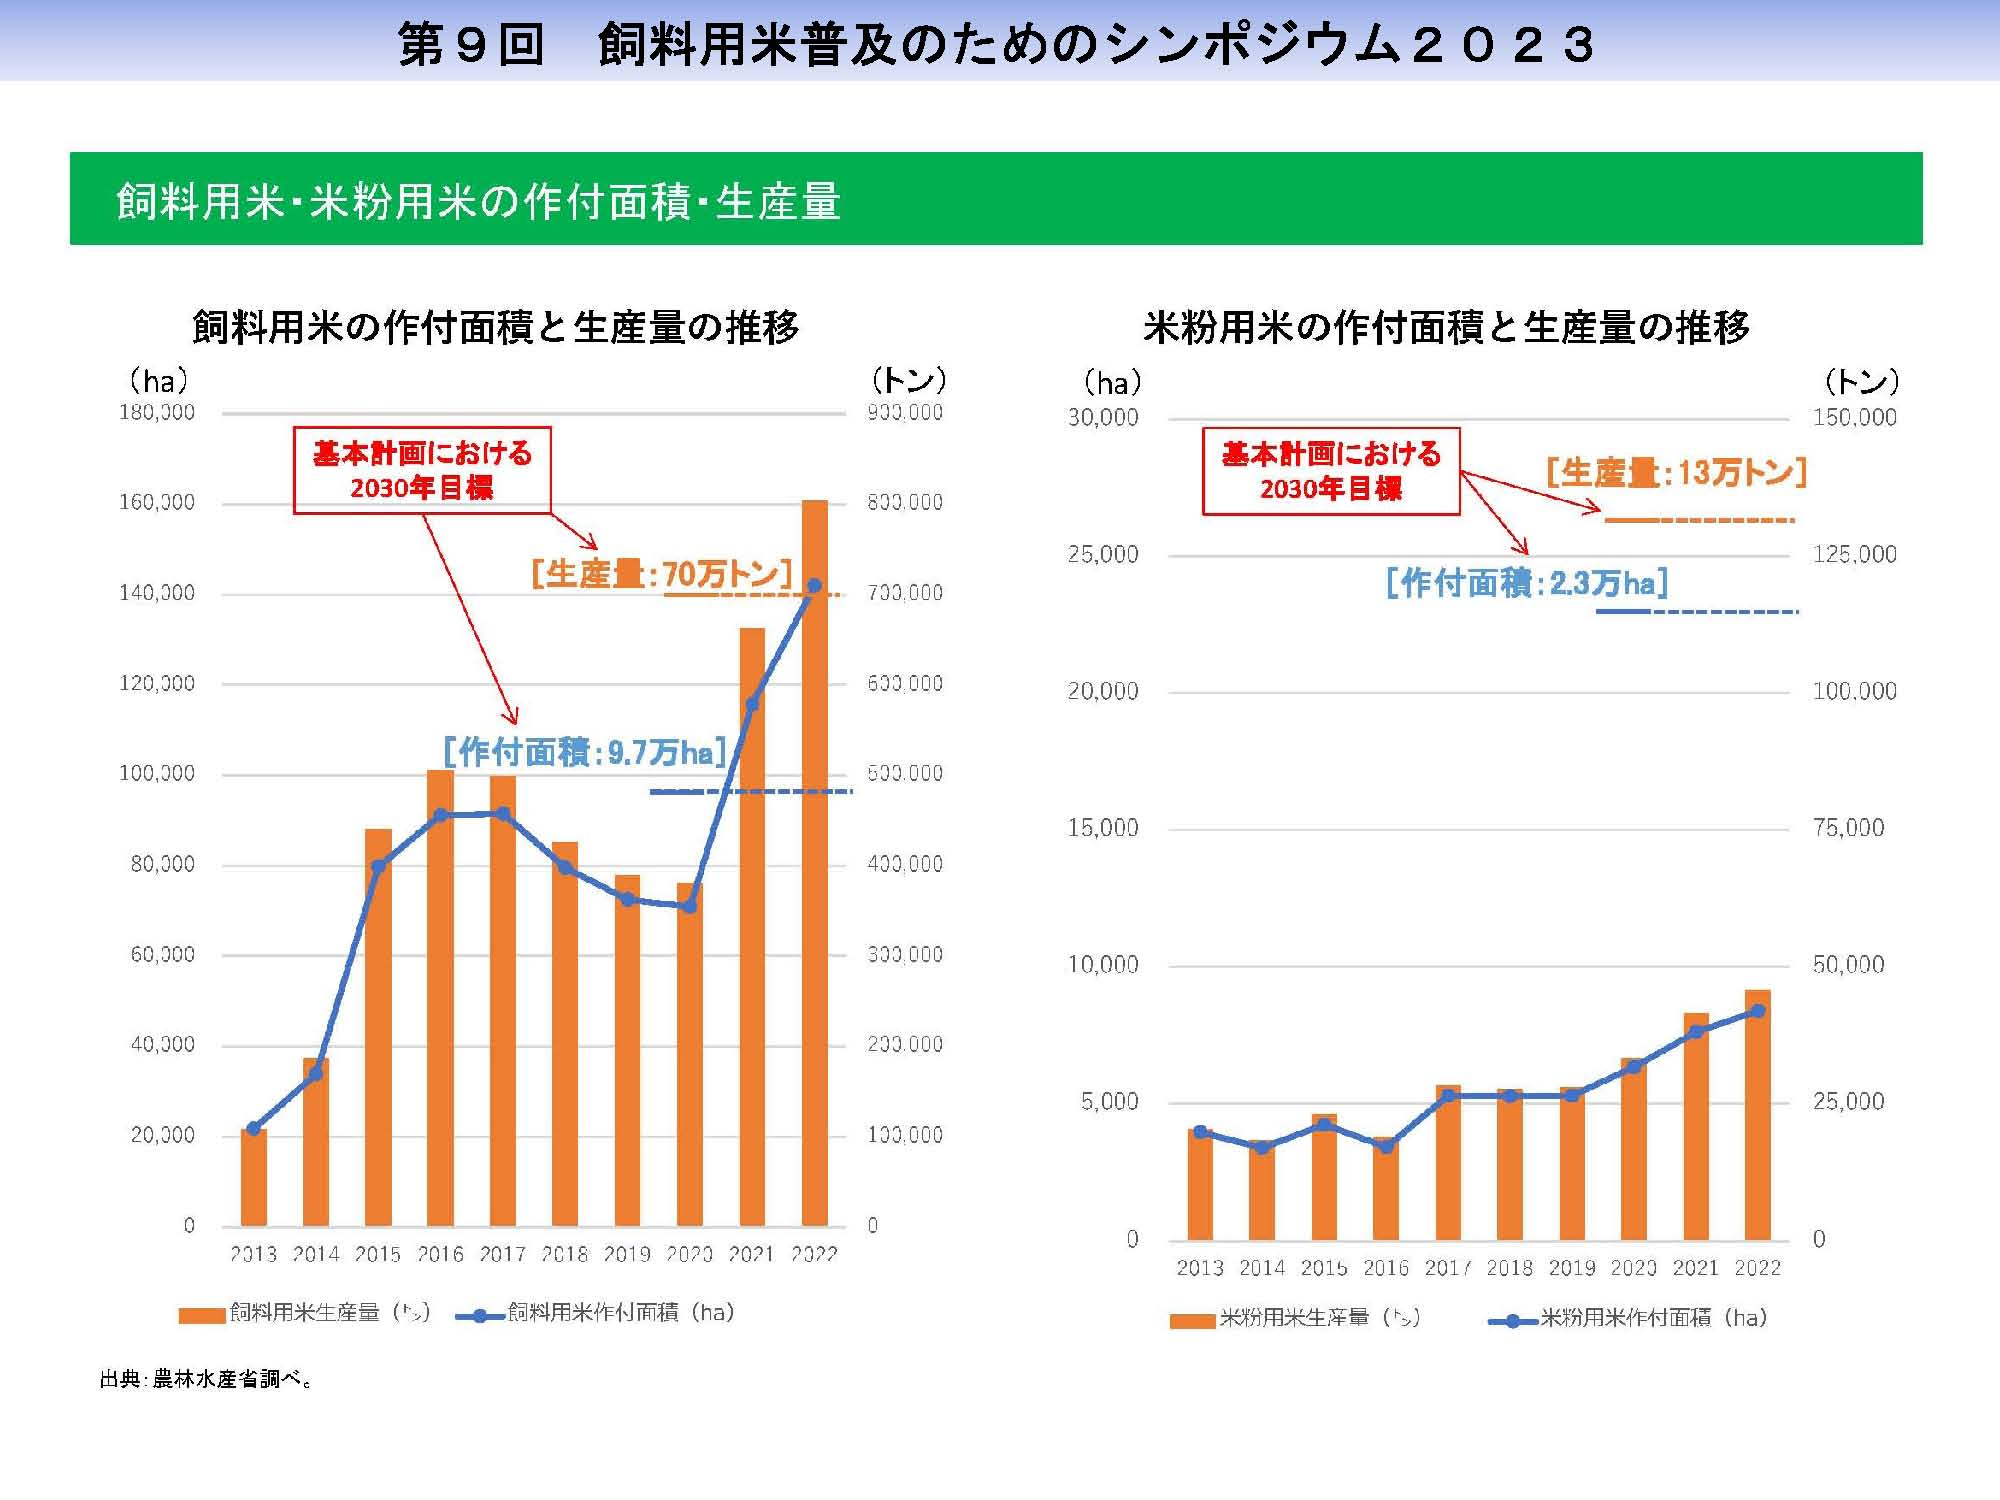 第９回　飼料用米普及のためのシンポジウム２０２３
飼料用米・米粉用米の作付面積・生産量
飼料用米の作付面積と生産量の推移
（ha）
（トン）
180,000
160,000
140,000
120,000
100,000
80,000
60,000
40,000
20,000
0
900,000
800,000
700,000
600,000
500,000
400,000
300,000
200,000
100,000
0
基本計画における
2030年目標
［生産量：70万トン］
［作付面積：9.7万ha］
2013 2014 2015 2016 2017 2018 2019 2020 2021 2022
飼料用米生産量（㌧） 飼料用米作付面積（ha）
米粉用米の作付面積と生産量の推移
（ha）
（トン）
30,000
25,000
20,000
15,000
10,000
5,000
0
150,000
125,000
100,000
75,000
50,000
25,000
0
基本計画における
2030年目標
［生産量：13万トン］
［作付面積：2.3万ha］
2013 2014 2015 2016 2017 2018 2019 2020 2021 2022
米粉用米生産量（㌧） 米粉用米作付面積（ha）
出典：農林水産省調べ。